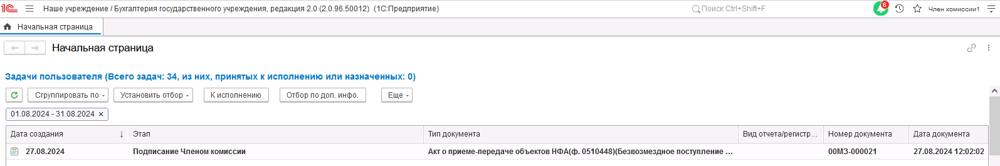 1С Наше учреждение / Бухгалтерия государственного учреждения, редакция 2.0 (2.0.96.50012) (1С:Предприятие) Поиск Ctrl+Shift+F 6 Член комиссии1
Начальная страница
Начальная страница
Задачи пользователя (Всего задач: 34, из них, принятых к исполнению или назначенных: 0)
Сгруппировать по Установить отбор К исполнению Отбор по доп. инфо. Еще
01.08.2024 - 31.08.2024 ×
Дата создания ↓ Этап Тип документа Вид отчета/регистр... Номер документа Дата документа
27.08.2024 Подписание Членом комиссии Акт о приеме-передаче объектов НФА(ф. 0510448)(Безвозмездное поступление ... 00МЗ-000021 27.08.2024 12:02:02